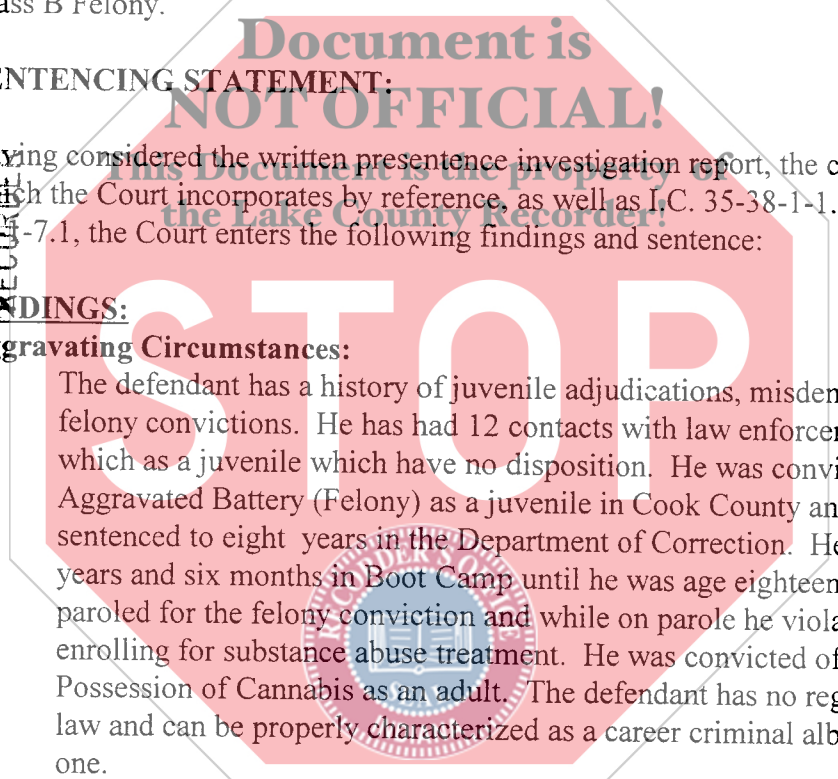 ass B Felony.
Document is
ENTENCING STATEMENT:
NOT OFFICIAL!
ving considered the written presentence investigation report, the c
This Document is the property of
ich the Court incorporates by reference, as well as I.C. 35-38-1-1.
the Lake County Recorder!
1-7.1, the Court enters the following findings and sentence:
STOP
NDINGS:
gravating Circumstances:
The defendant has a history of juvenile adjudications, misden
felony convictions. He has had 12 contacts with law enforcer
which as a juvenile which have no disposition. He was convi
Aggravated Battery (Felony) as a juvenile in Cook County an
sentenced to eight years in the Department of Correction. He
years and six months in Boot Camp until he was age eighteen
paroled for the felony conviction and while on parole he viola
enrolling for substance abuse treatment. He was convicted of
Possession of Cannabis as an adult. The defendant has no reg
law and can be properly characterized as a career criminal alb
one.
SEAL